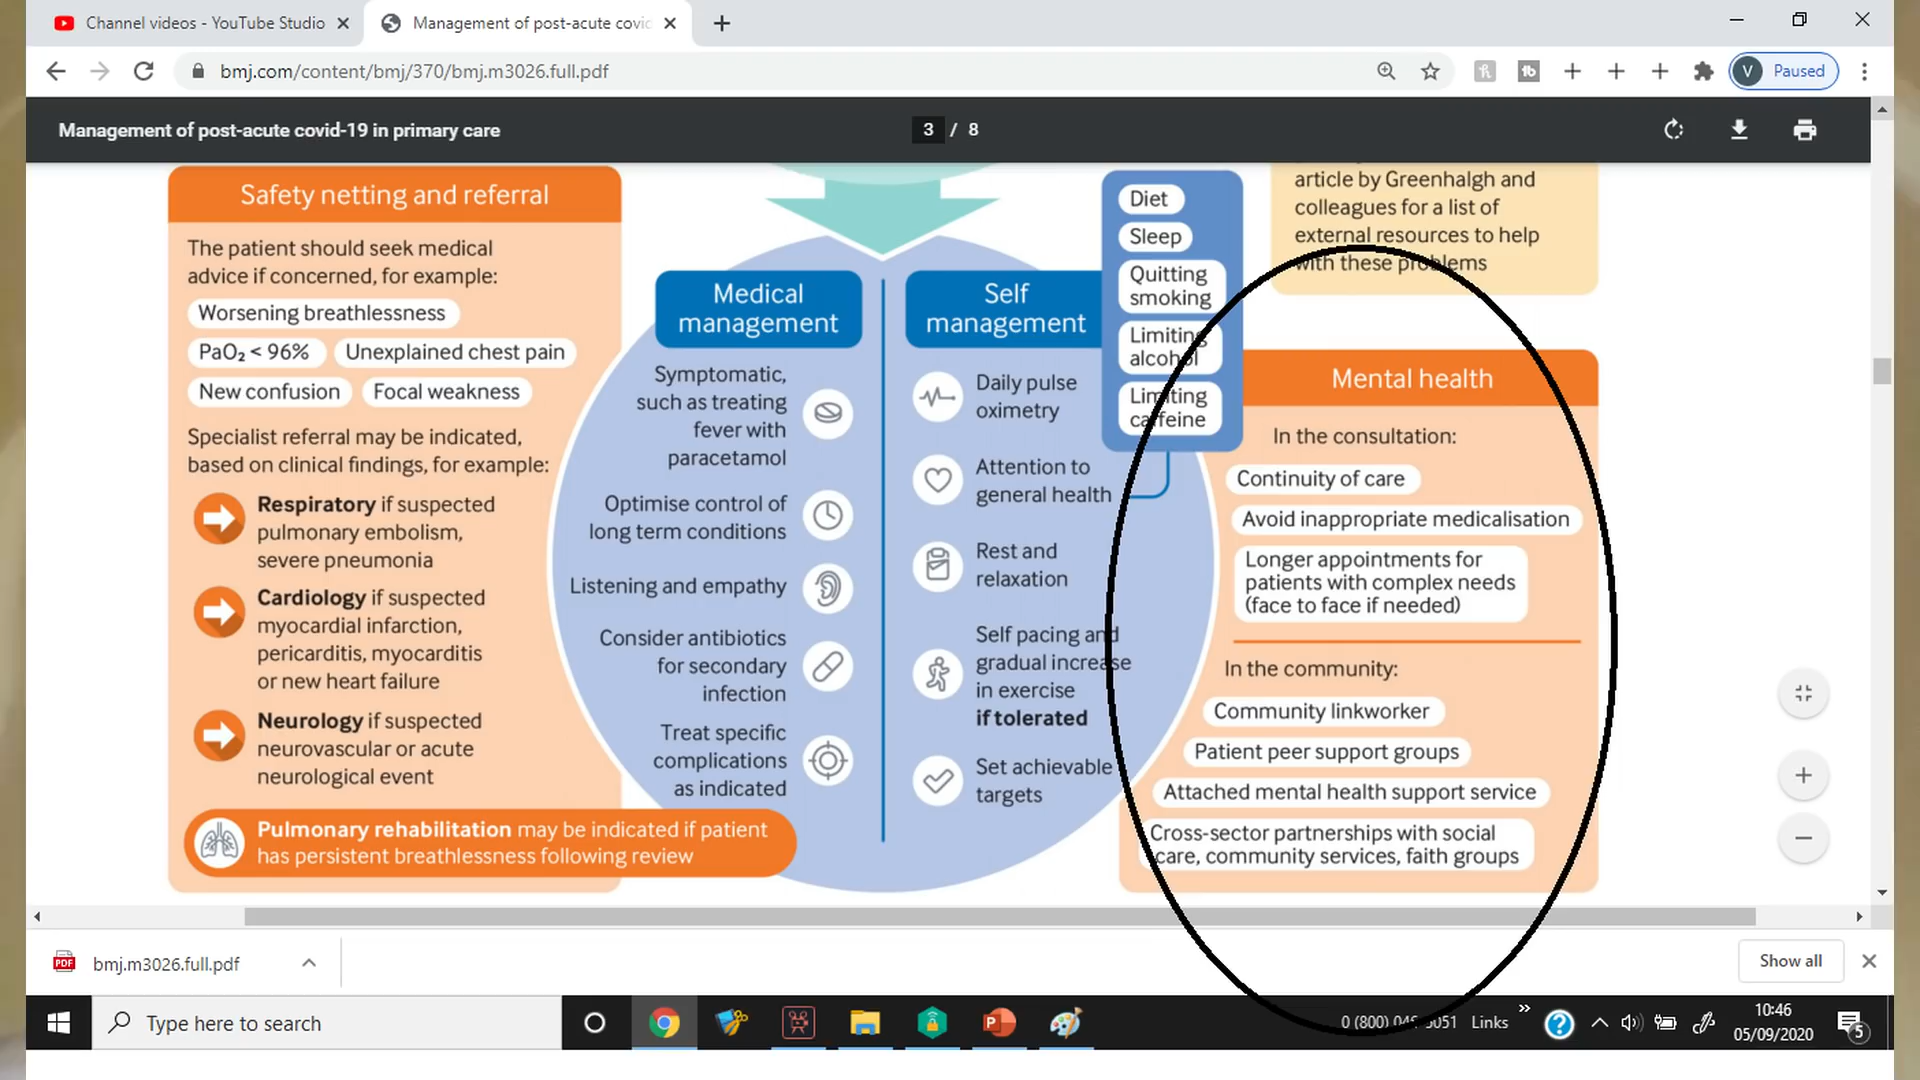 Channel videos - YouTube Studio
Management of post-acute covid
bmj.com/content/bmj/370/bmj.m3026.full.pdf
V Paused
Management of post-acute covid-19 in primary care
3 / 8
Safety netting and referral
The patient should seek medical
advice if concerned, for example:
Worsening breathlessness
PaO₂ < 96% Unexplained chest pain
New confusion Focal weakness
Specialist referral may be indicated,
based on clinical findings, for example:
Respiratory if suspected
pulmonary embolism,
severe pneumonia
Cardiology if suspected
myocardial infarction,
pericarditis, myocarditis
or new heart failure
Neurology if suspected
neurovascular or acute
neurological event
Pulmonary rehabilitation may be indicated if patient
has persistent breathlessness following review
Medical
management
Symptomatic,
such as treating
fever with
paracetamol
Optimise control of
long term conditions
Listening and empathy
Consider antibiotics
for secondary
infection
Treat specific
complications
as indicated
Self
management
Daily pulse
oximetry
Attention to
general health
Rest and
relaxation
Self pacing and
gradual increase
in exercise
if tolerated
Set achievable
targets
Diet
Sleep
Quitting
smoking
Limiting
alcohol
Limiting
caffeine
article by Greenhalgh and
colleagues for a list of
external resources to help
with these problems
Mental health
In the consultation:
Continuity of care
Avoid inappropriate medicalisation
Longer appointments for
patients with complex needs
(face to face if needed)
In the community:
Community linkworker
Patient peer support groups
Attached mental health support service
Cross-sector partnerships with social
care, community services, faith groups
PDF bmj.m3026.full.pdf
Show all
Type here to search
0 (800) Links
10:46
05/09/2020
5